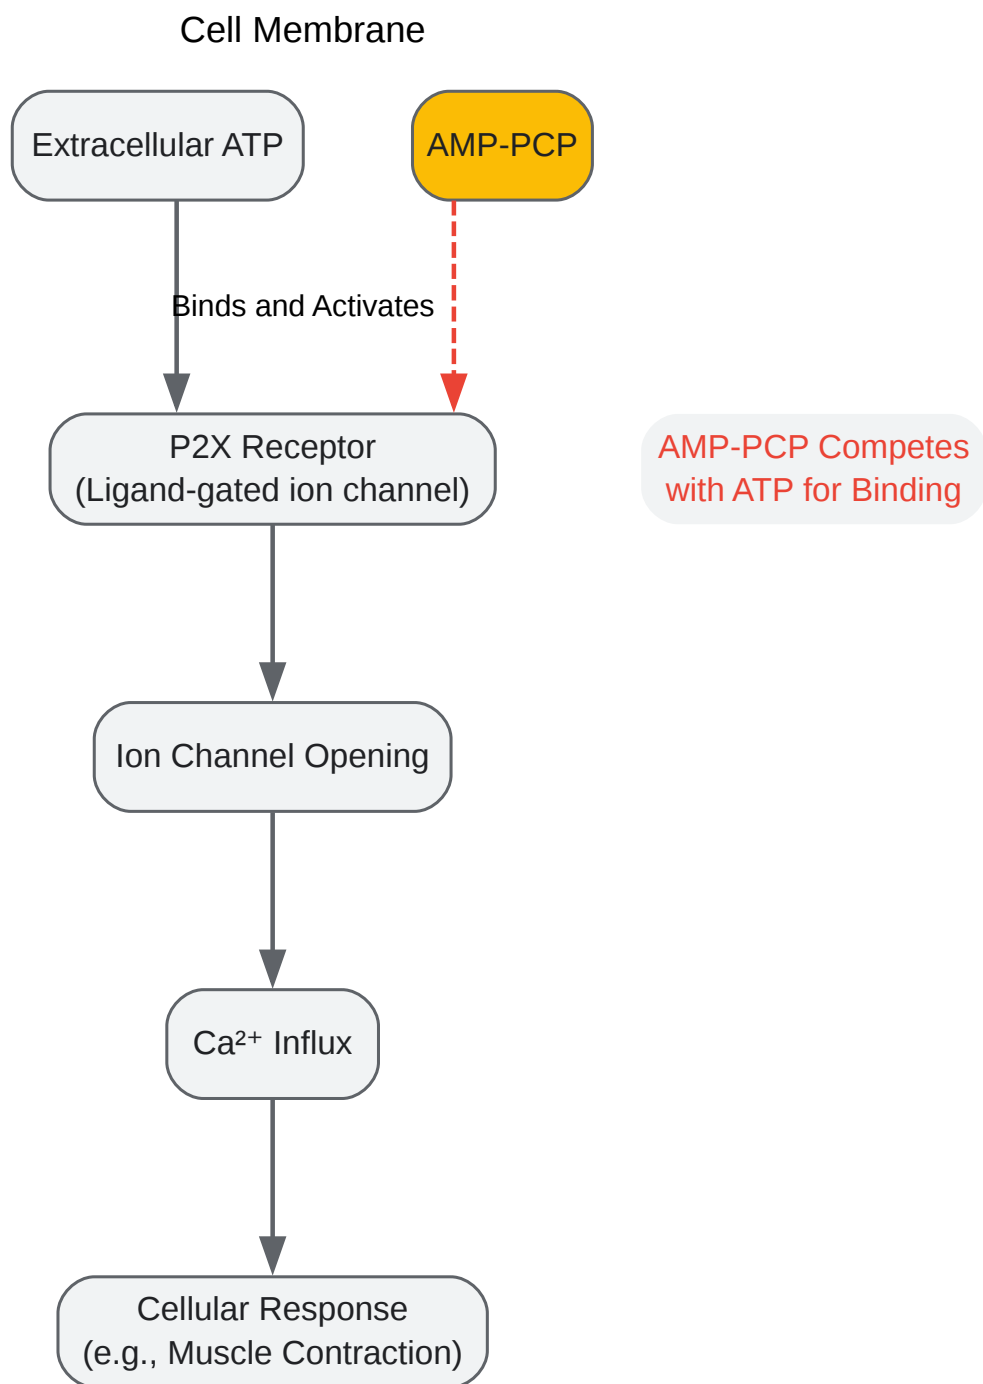 Cell Membrane
Extracellular ATP
AMP-PCP
Binds and Activates
P2X Receptor
(Ligand-gated ion channel)
AMP-PCP Competes
with ATP for Binding
Ion Channel Opening
Ca²⁺ Influx
Cellular Response
(e.g., Muscle Contraction)